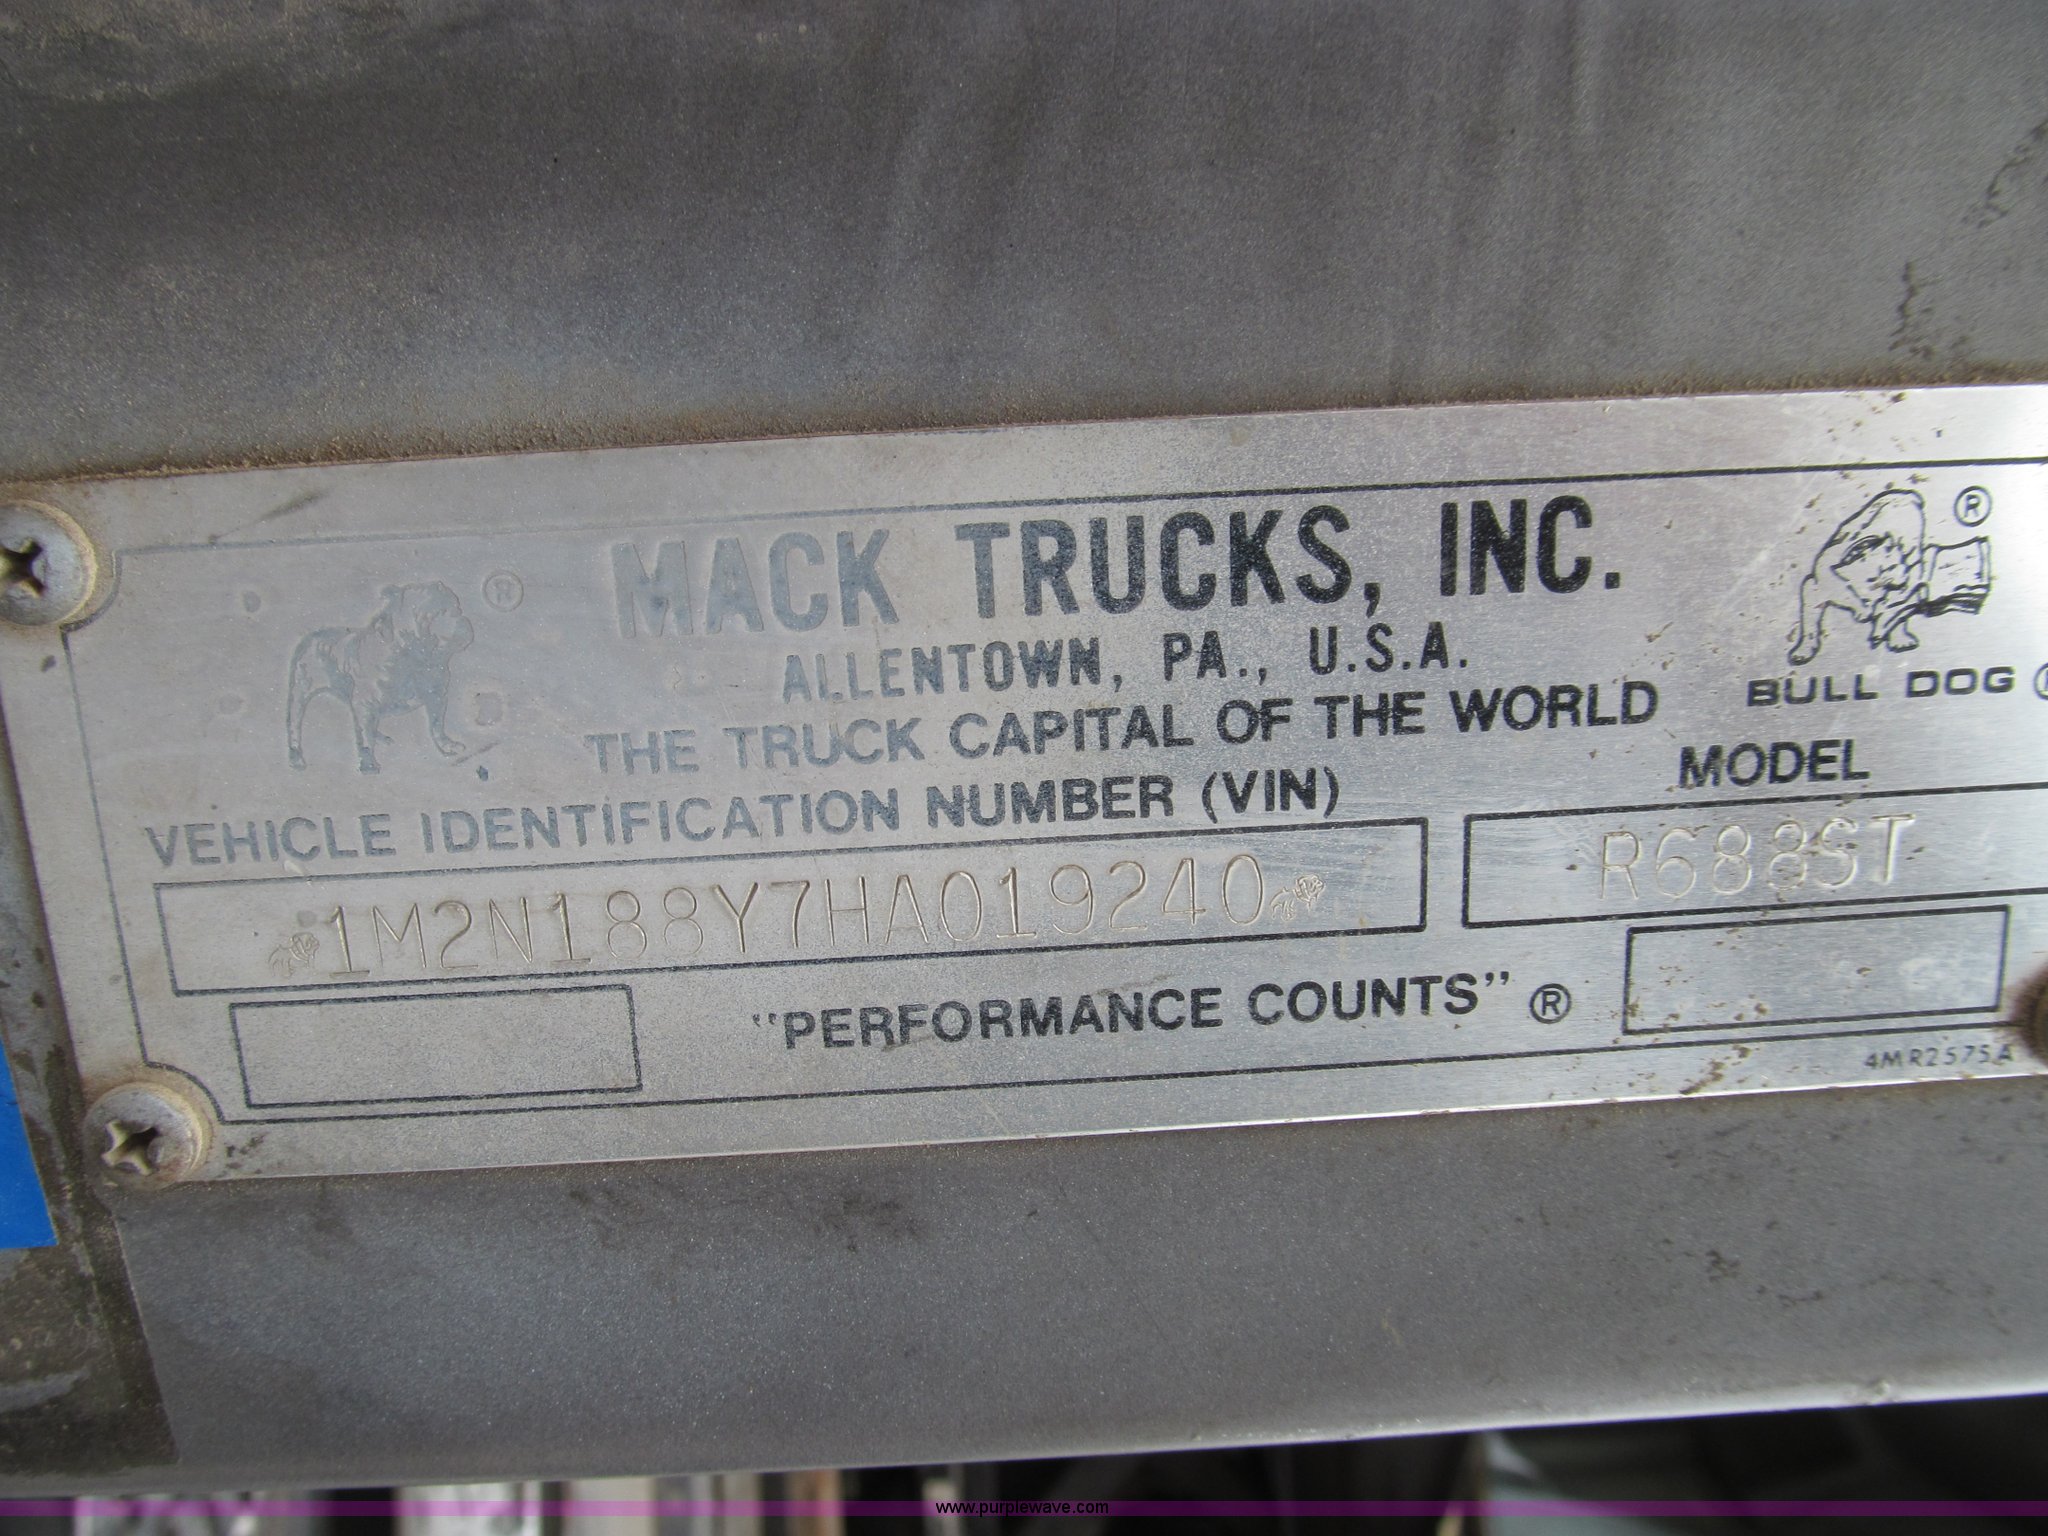 MACK TRUCKS, INC.
®
®
ALLENTOWN, PA., U.S.A.
BULL DOG ®
THE TRUCK CAPITAL OF THE WORLD
VEHICLE IDENTIFICATION NUMBER (VIN)
MODEL
1M2N188Y7HA019240
R688ST
"PERFORMANCE COUNTS" ®
4MR2575A
www.purplewave.com